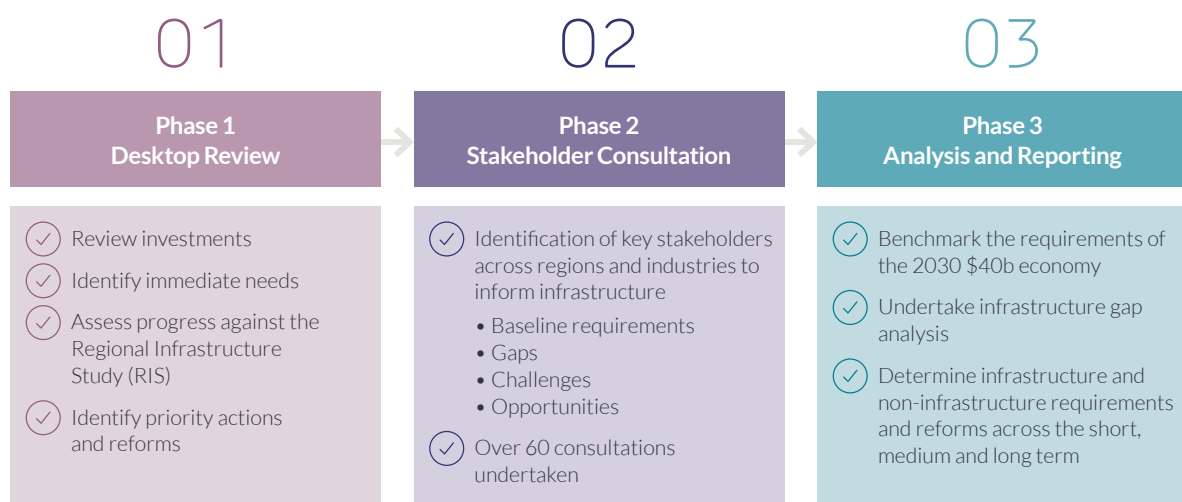 01
Phase 1
Desktop Review
Review investments
Identify immediate needs
Assess progress against the
Regional Infrastructure
Study (RIS)
Identify priority actions
and reforms
02
Phase 2
Stakeholder Consultation
Identification of key stakeholders
across regions and industries to
inform infrastructure
• Baseline requirements
• Gaps
• Challenges
• Opportunities
Over 60 consultations
undertaken
03
Phase 3
Analysis and Reporting
Benchmark the requirements of
the 2030 $40b economy
Undertake infrastructure gap
analysis
Determine infrastructure and
non-infrastructure requirements
and reforms across the short,
medium and long term